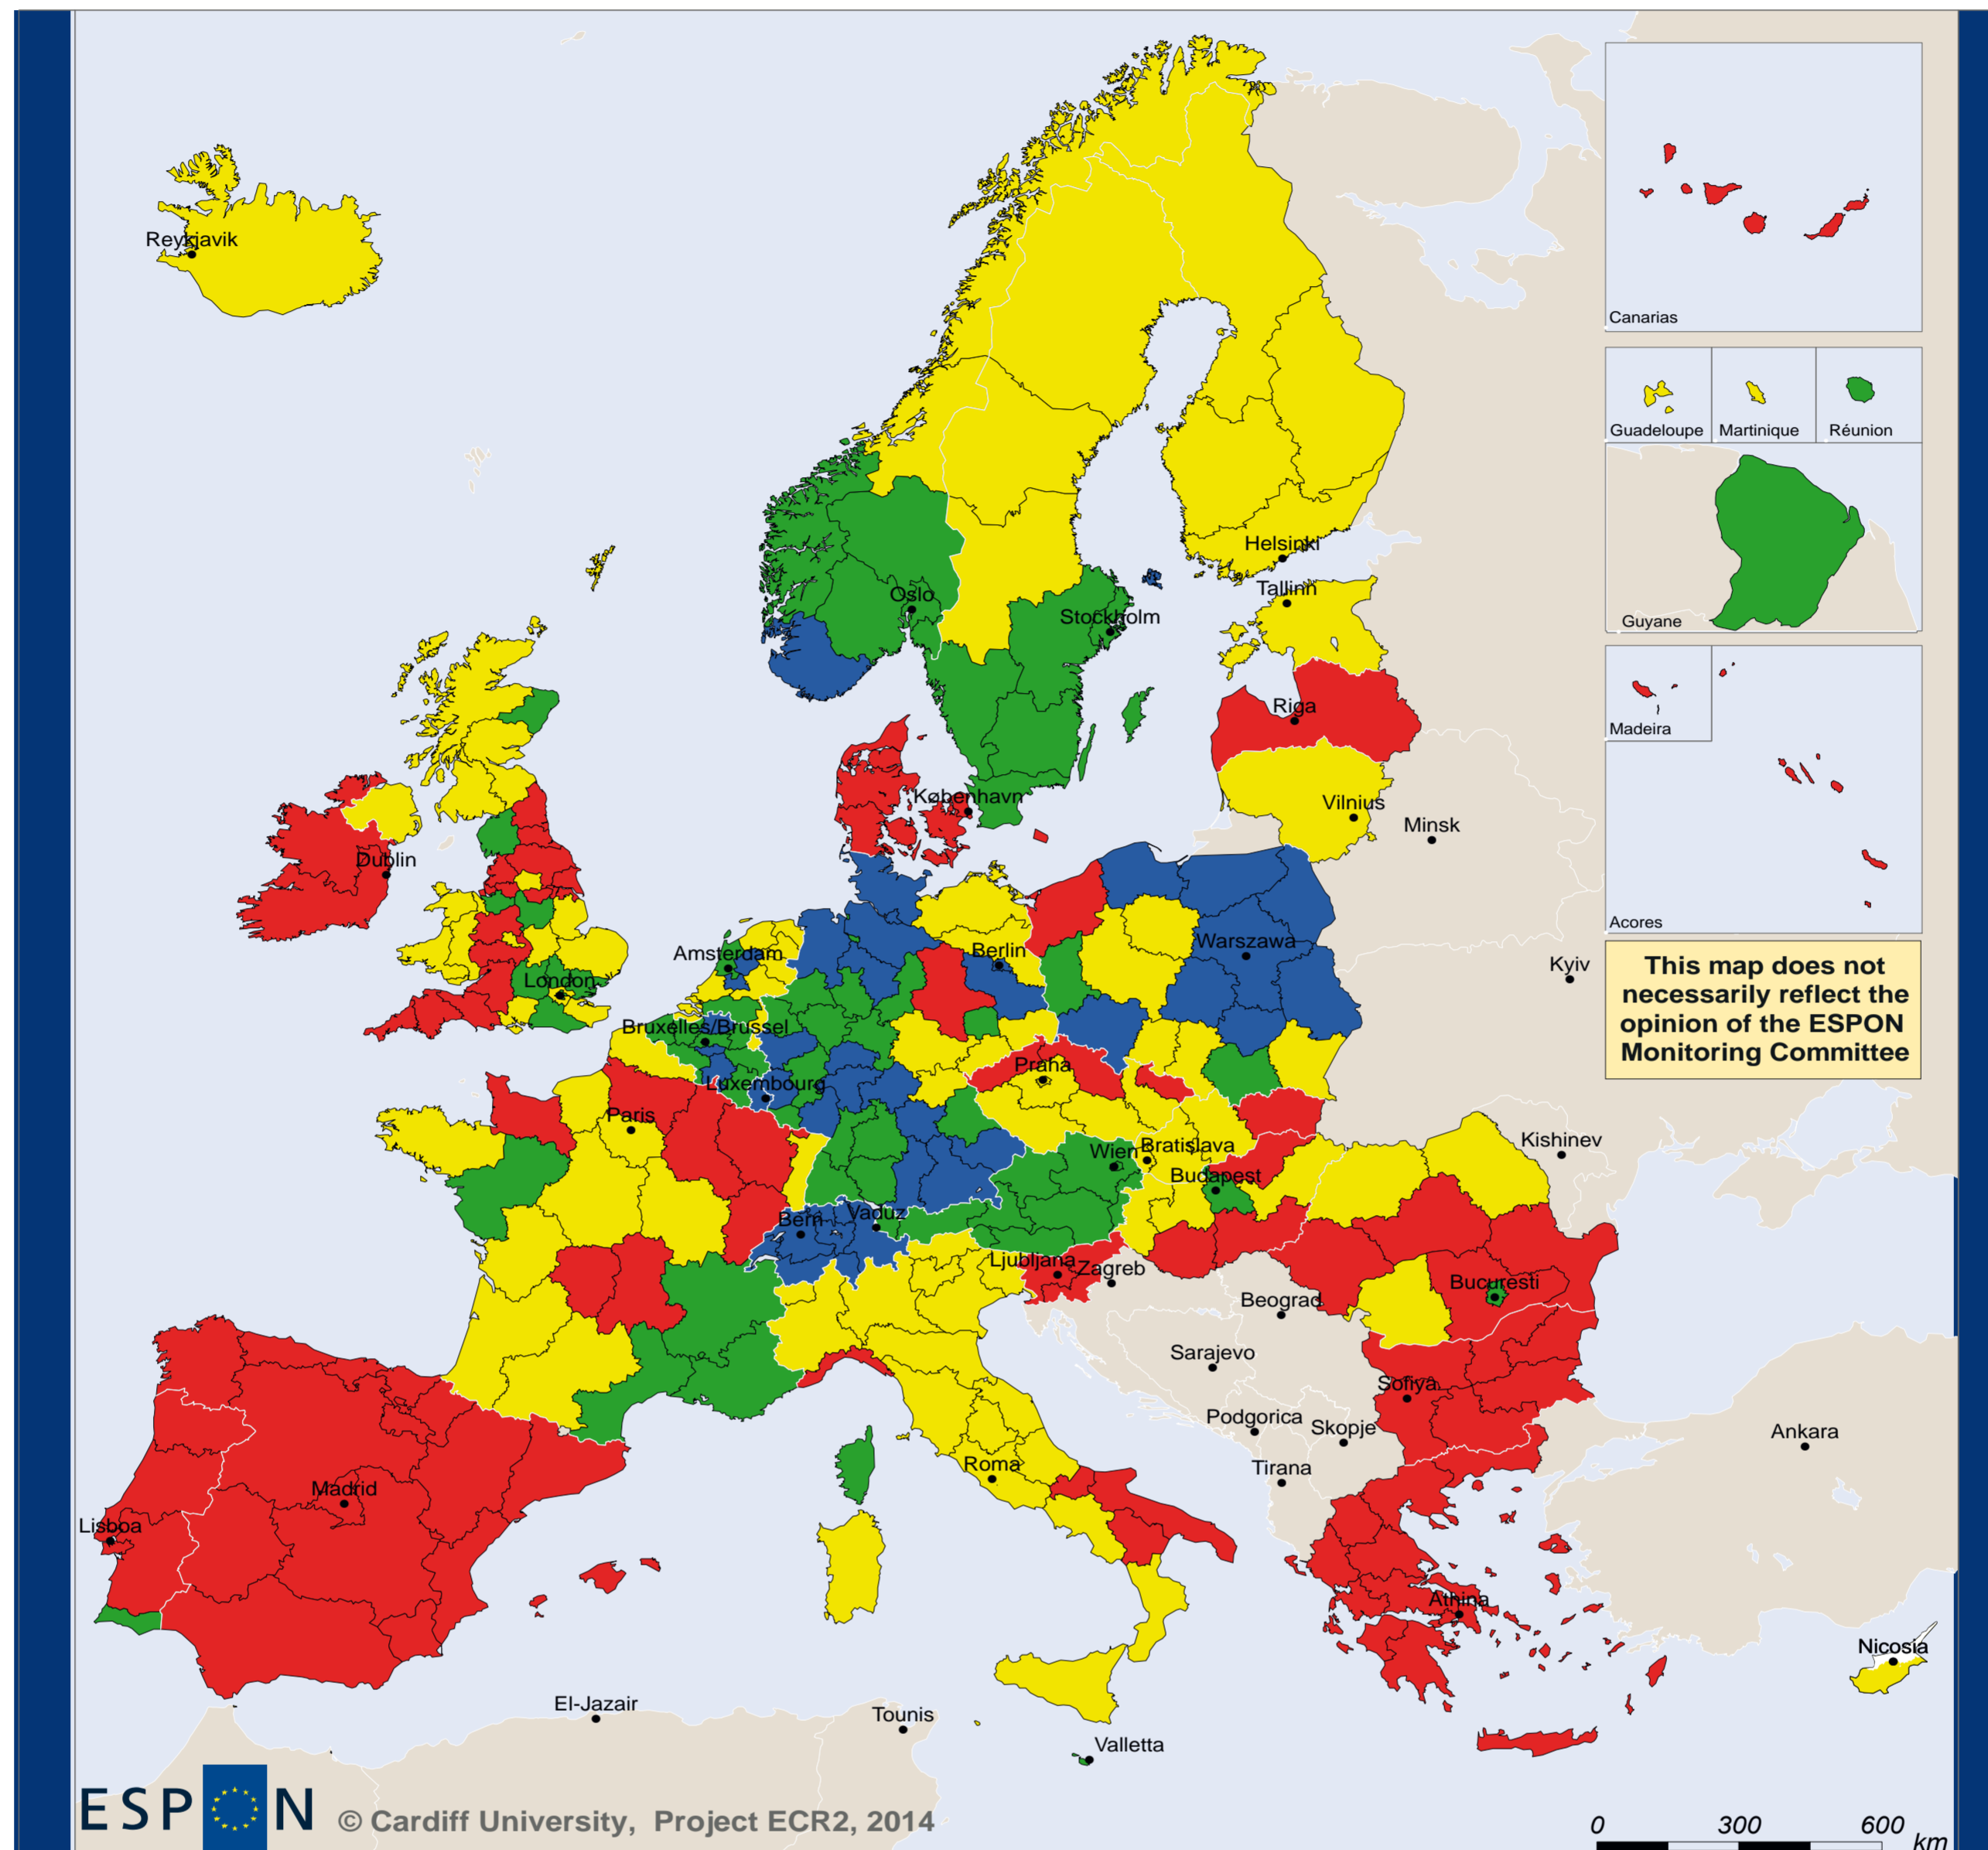 Reykjavik
Canarias
Guadeloupe
Martinique
Réunion
Guyane
Helsinki
Tallinn
Oslo
Stockholm
Riga
Madeira
København
Vilnius
Minsk
Dublin
Acores
Amsterdam
Berlin
Warszawa
Kyiv
London
Bruxelles/Brussel
This map does not
necessarily reflect the
opinion of the ESPON
Monitoring Committee
Praha
Luxembourg
Paris
Wien
Bratislava
Kishinev
Budapest
Bern
Vaduz
Ljubljana
Zagreb
Bucuresti
Beograd
Sarajevo
Sofiya
Podgorica
Skopje
Ankara
Roma
Tirana
Madrid
Lisboa
Athina
Nicosia
El-Jazair
Tounis
Valletta
ESPON
© Cardiff University, Project ECR2, 2014
0 300 600
km